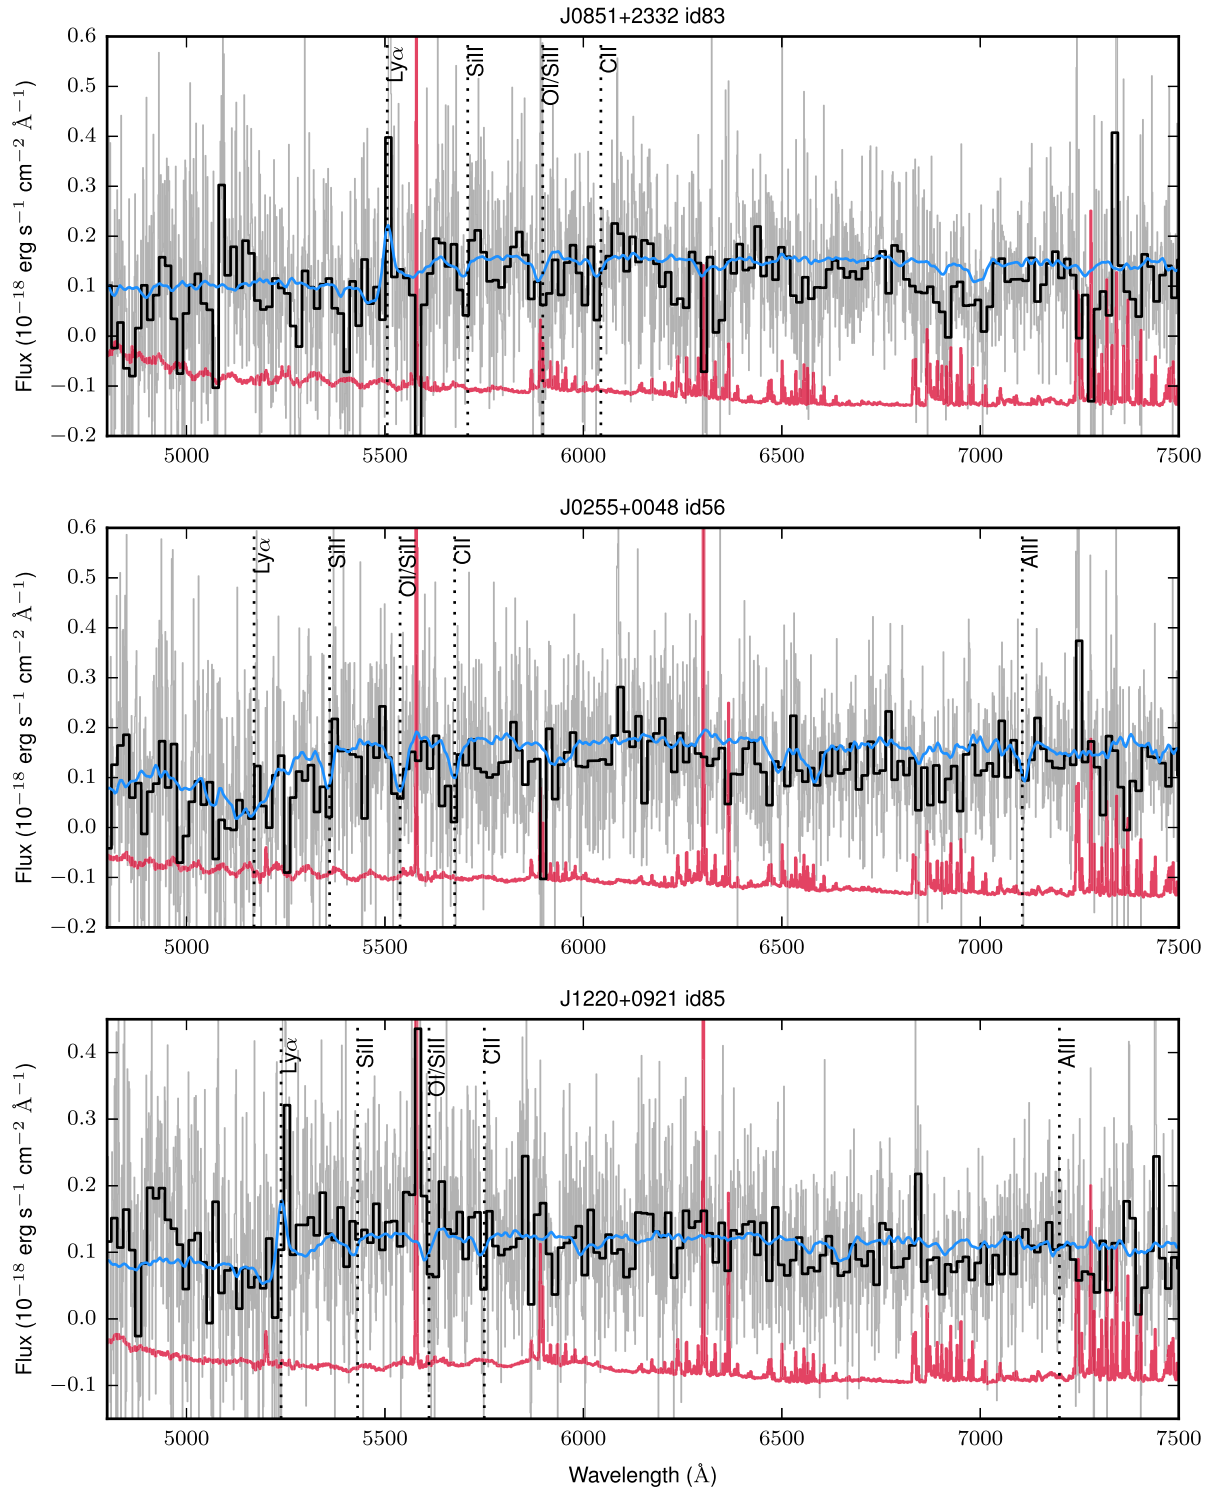 J0851+2332 id83
0.6
0.5
0.4
0.3
0.2
0.1
0.0
−0.1
−0.2
Flux (10⁻¹⁸ erg s⁻¹ cm⁻² Å⁻¹)
Lyα
SiII
OI/SiII
CII
5000 5500 6000 6500 7000 7500
J0255+0048 id56
0.6
0.5
0.4
0.3
0.2
0.1
0.0
−0.1
−0.2
Flux (10⁻¹⁸ erg s⁻¹ cm⁻² Å⁻¹)
Lyα
SiII
OI/SiII
CII
AlII
5000 5500 6000 6500 7000 7500
J1220+0921 id85
0.4
0.3
0.2
0.1
0.0
−0.1
Flux (10⁻¹⁸ erg s⁻¹ cm⁻² Å⁻¹)
Lyα
SiII
OI/SiII
CII
AlII
5000 5500 6000 6500 7000 7500
Wavelength (Å)